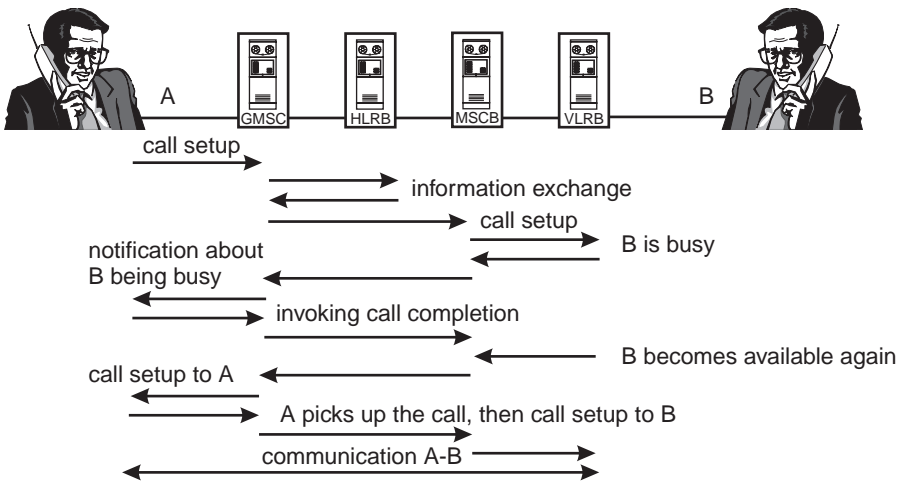 A
B
GMSC
HLRB
MSCB
VLRB
call setup
information exchange
call setup
B is busy
notification about
B being busy
invoking call completion
B becomes available again
call setup to A
A picks up the call, then call setup to B
communication A-B